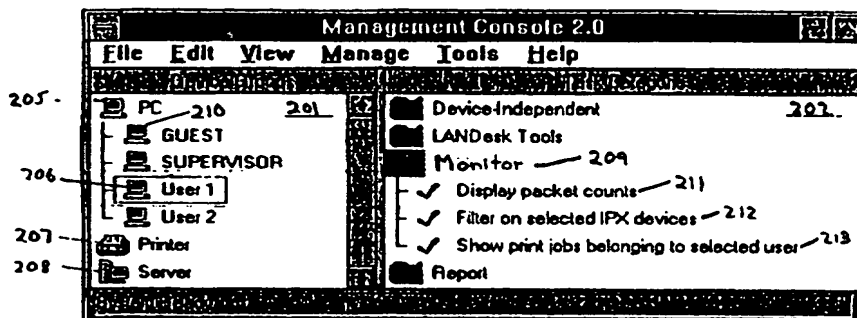 Management Console 2.0
File Edit View Manage Tools Help
205 PC 210 201
GUEST
SUPERVISOR
206 User 1
User 2
207 Printer
208 Server
Device-Independent 202
LANDesk Tools
Monitor 209
Display packet counts 211
Filter on selected IPX devices 212
Show print jobs belonging to selected user 213
Report